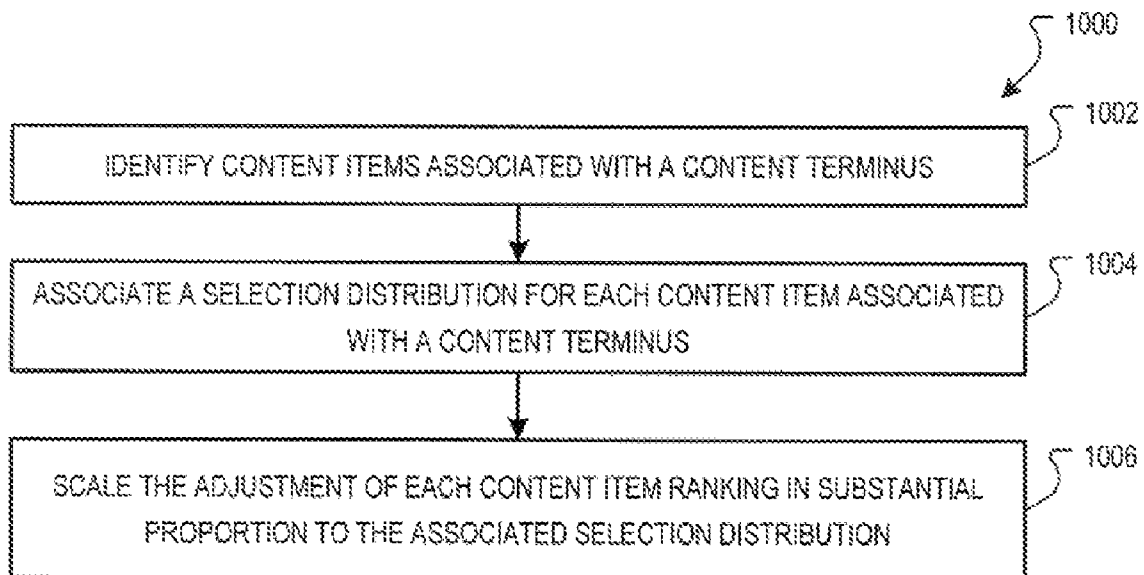 1000
1002
IDENTIFY CONTENT ITEMS ASSOCIATED WITH A CONTENT TERMINUS
1004
ASSOCIATE A SELECTION DISTRIBUTION FOR EACH CONTENT ITEM ASSOCIATED
WITH A CONTENT TERMINUS
1006
SCALE THE ADJUSTMENT OF EACH CONTENT ITEM RANKING IN SUBSTANTIAL
PROPORTION TO THE ASSOCIATED SELECTION DISTRIBUTION